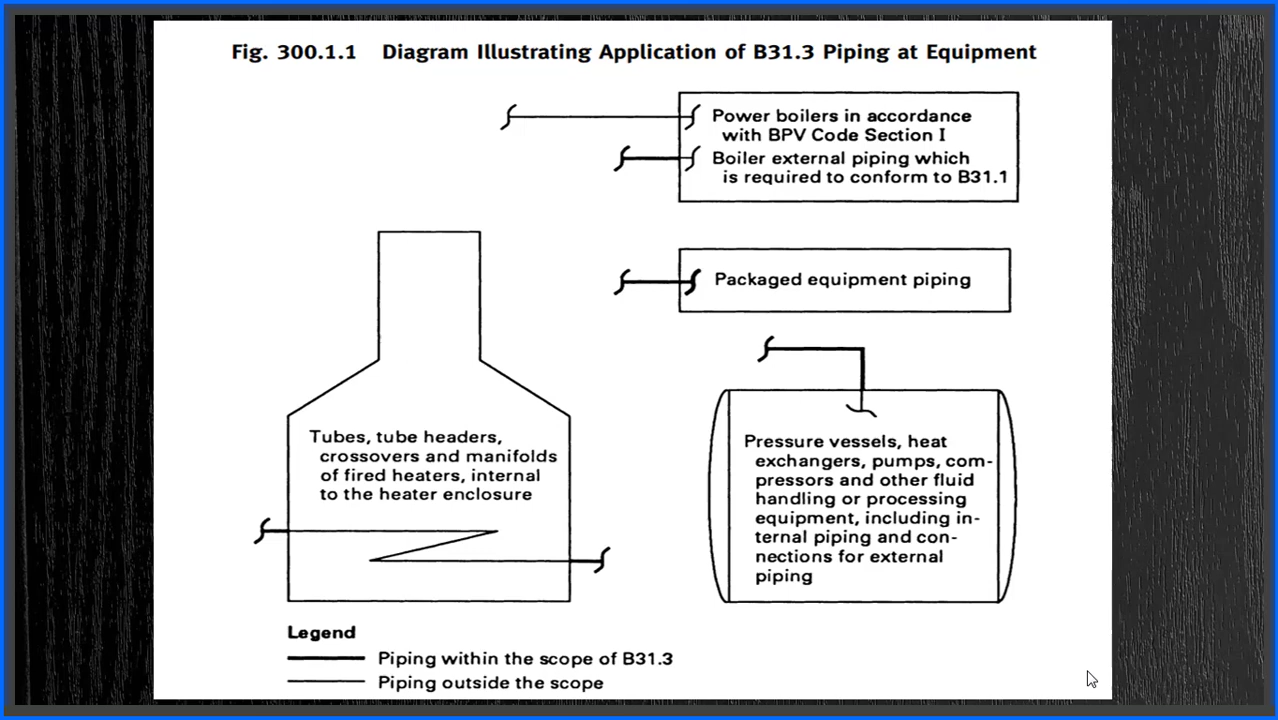 Fig. 300.1.1 Diagram Illustrating Application of B31.3 Piping at Equipment
Power boilers in accordance
with BPV Code Section I
Boiler external piping which
is required to conform to B31.1
Packaged equipment piping
Tubes, tube headers,
crossovers and manifolds
of fired heaters, internal
to the heater enclosure
Pressure vessels, heat
exchangers, pumps, com-
pressors and other fluid
handling or processing
equipment, including in-
ternal piping and con-
nections for external
piping
Legend
Piping within the scope of B31.3
Piping outside the scope